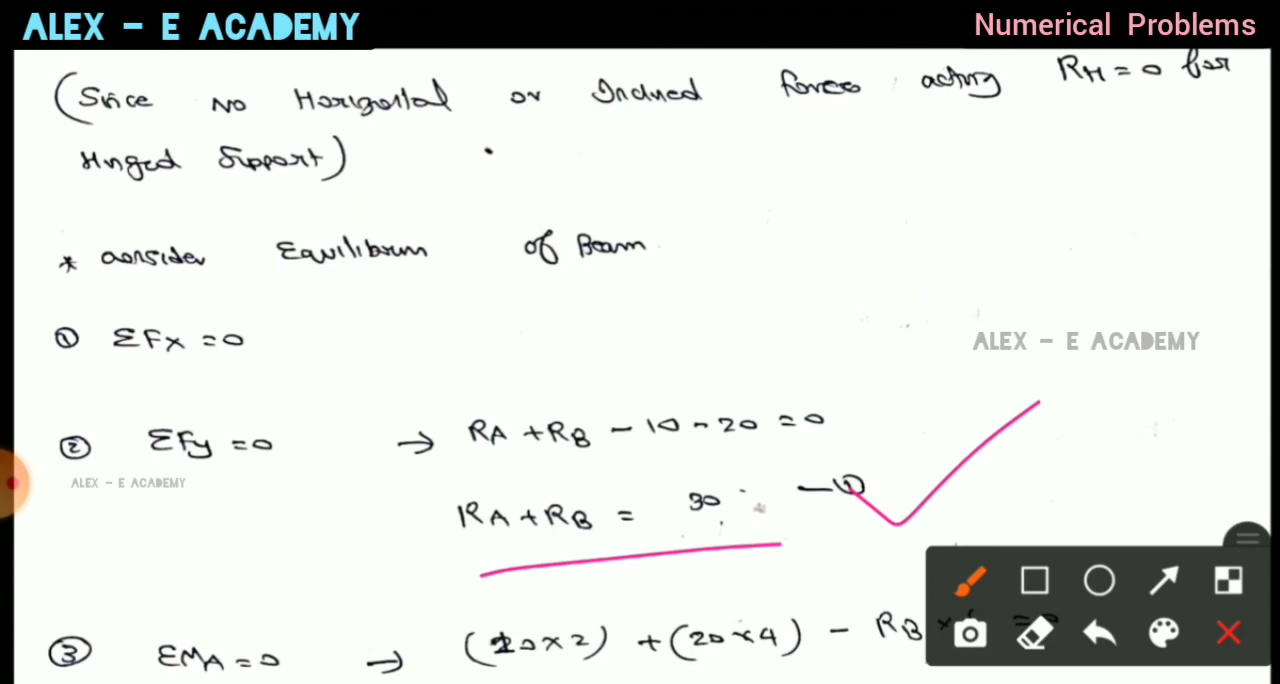 ALEX - E ACADEMY
Numerical Problems
(Since No Horizontal or Inclined forces acting RH = 0 for
Hinged Support)
* consider Equilibrium of Beam
① ΣFx = 0
ALEX - E ACADEMY
② ΣFy = 0 → RA + RB - 10 - 20 = 0
ALEX - E ACADEMY
RA + RB = 30 - ①
③ ΣMA = 0 → (10 x 2) + (20 x 4) - RB x